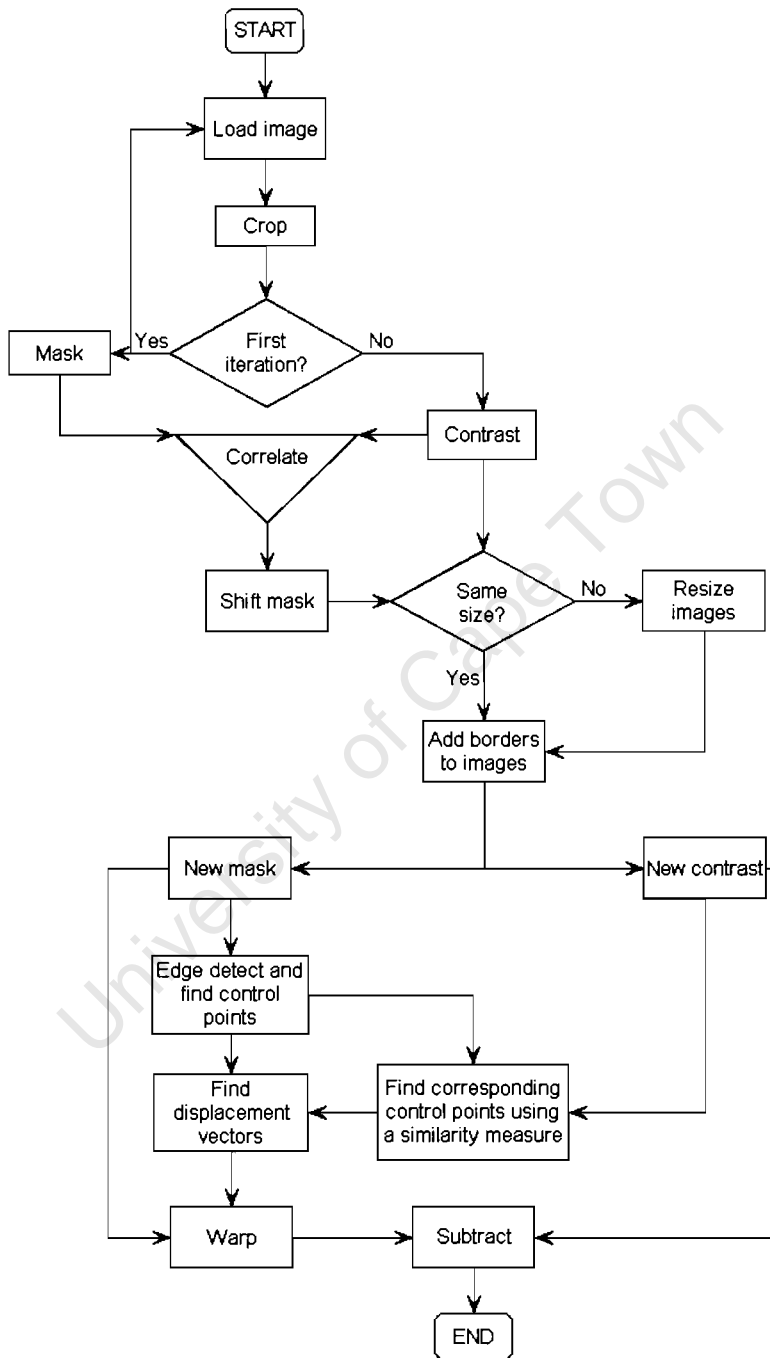 START
Load image
Crop
First
iteration?
Yes
No
Mask
Contrast
Correlate
Shift mask
Same
size?
No
Resize
images
Yes
Add borders
to images
New mask
New contrast
Edge detect and
find control
points
Find
displacement
vectors
Find corresponding
control points using
a similarity measure
Warp
Subtract
END
University of Cape Town